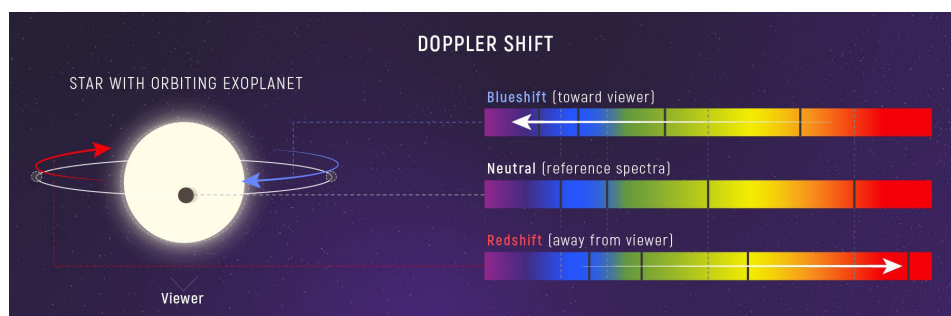 DOPPLER SHIFT
STAR WITH ORBITING EXOPLANET
Viewer
Blueshift (toward viewer)
Neutral (reference spectra)
Redshift (away from viewer)